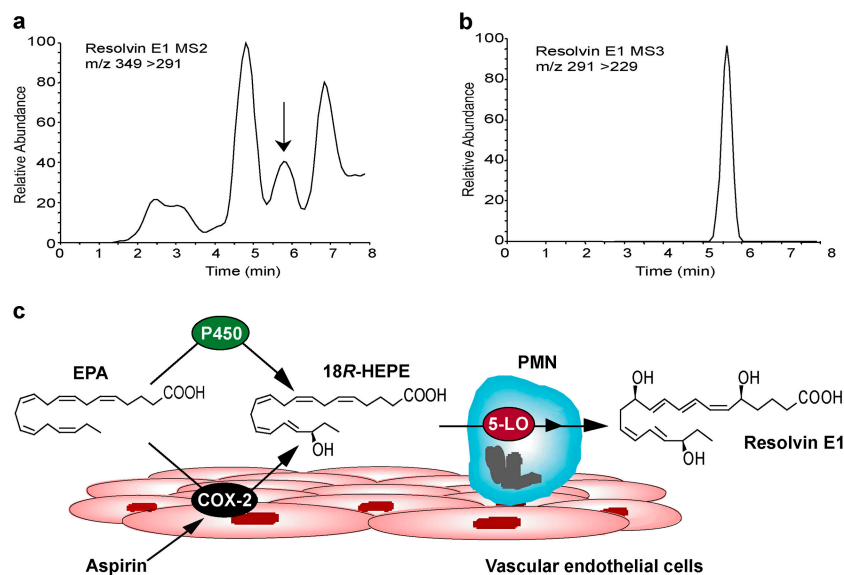 a
Resolvin E1 MS2
m/z 349 >291
Relative Abundance
100
80
60
40
20
0
0 1 2 3 4 5 6 7 8
Time (min)
b
Resolvin E1 MS3
m/z 291 >229
Relative Abundance
100
80
60
40
20
0
0 1 2 3 4 5 6 7 8
Time (min)
c
P450
EPA
18R-HEPE
PMN
COOH
COOH
OH
OH
COOH
5-LO
OH
OH
Resolvin E1
COX-2
Aspirin
Vascular endothelial cells